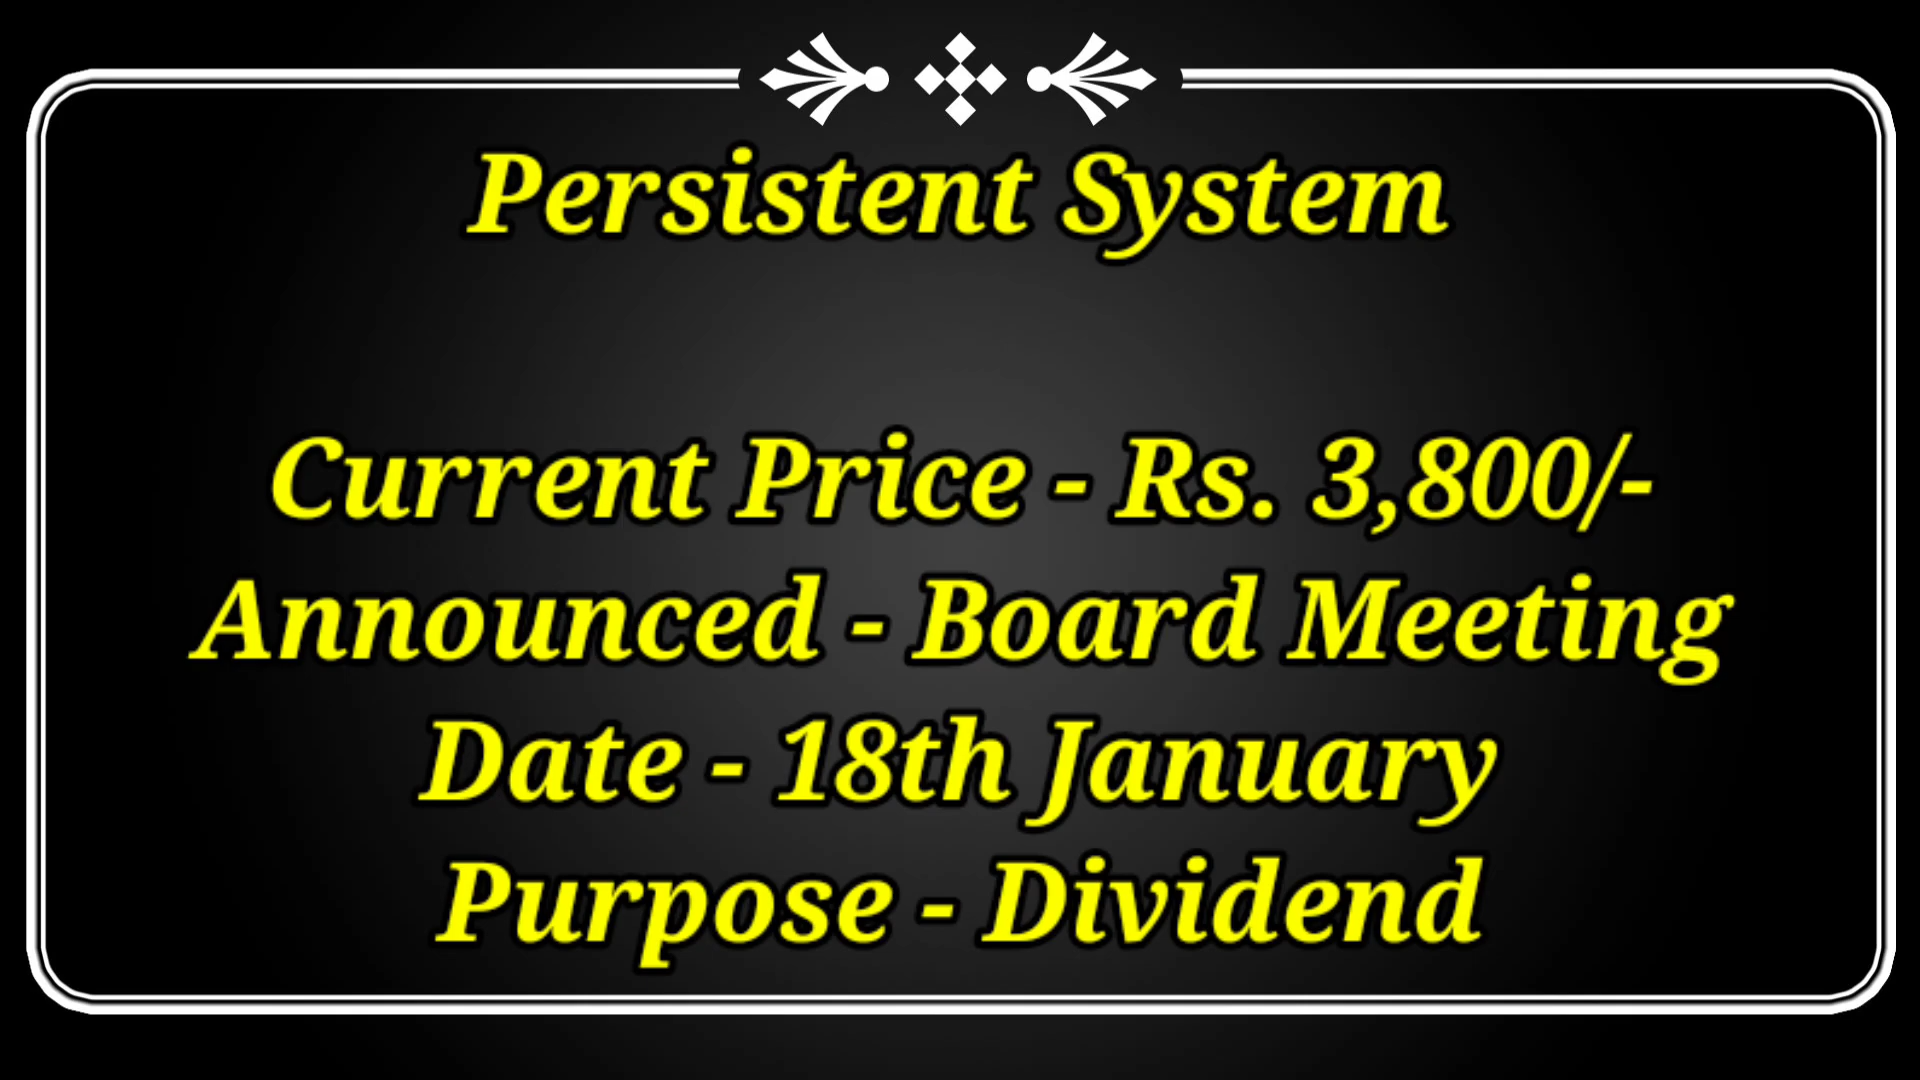 Persistent System
Current Price - Rs. 3,800/-
Announced - Board Meeting
Date - 18th January
Purpose - Dividend